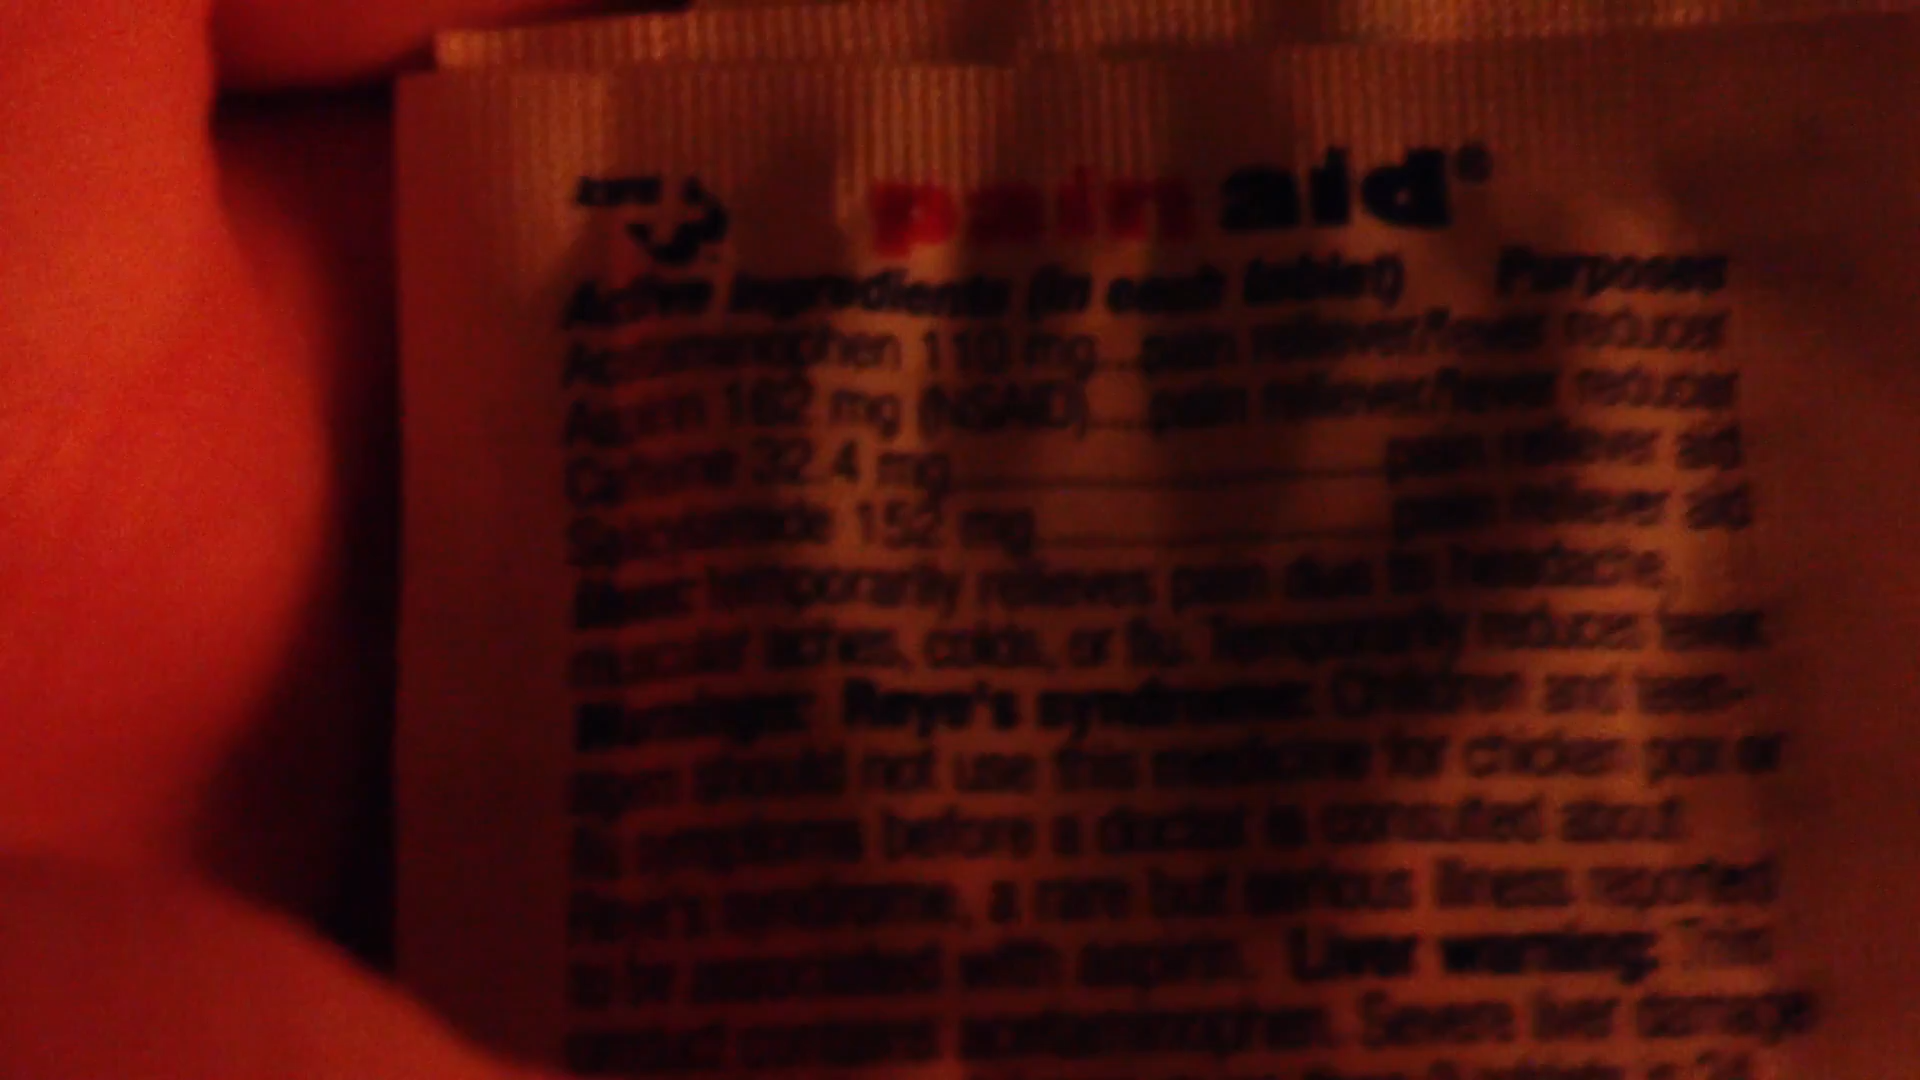 pain aid®
Active ingredients (in each tablet) Purposes
Acetaminophen 110 mg...pain reliever/fever reducer
Aspirin 162 mg (NSAID)...pain reliever/fever reducer
Caffeine 32.4 mg pain reliever aid
Salicylamide 152 mg pain reliever aid
Uses: temporarily relieves pain due to headache,
muscular aches, colds, or flu. Temporarily reduces fever.
Warnings: Reye's syndrome: Children and teen-
agers should not use this medicine for chicken pox or
flu symptoms before a doctor is consulted about
Reye's syndrome, a rare but serious illness reported
to be associated with aspirin. Liver warning: This
product contains acetaminophen. Severe liver damage